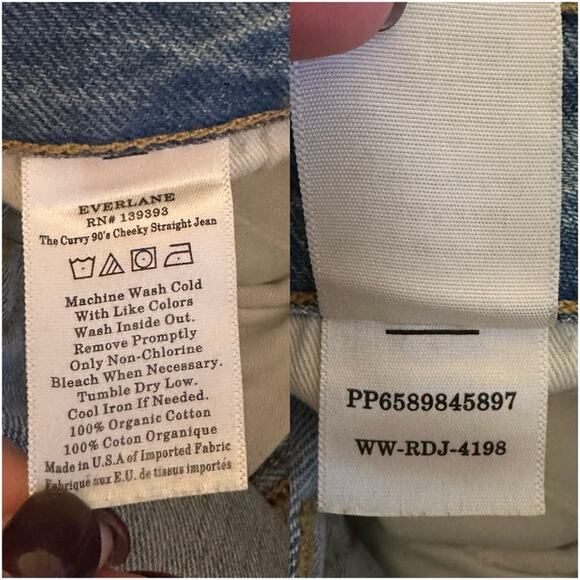 EVERLANE
RN# 139393
The Curvy 90's Cheeky Straight Jean
Machine Wash Cold
With Like Colors
Wash Inside Out.
Remove Promptly
Only Non-Chlorine
Bleach When Necessary.
Tumble Dry Low.
Cool Iron If Needed.
100% Organic Cotton
100% Coton Organique
Made in U.S.A of Imported Fabric
Fabriqué aux E.U. de tissus importés
PP6589845897
WW-RDJ-4198